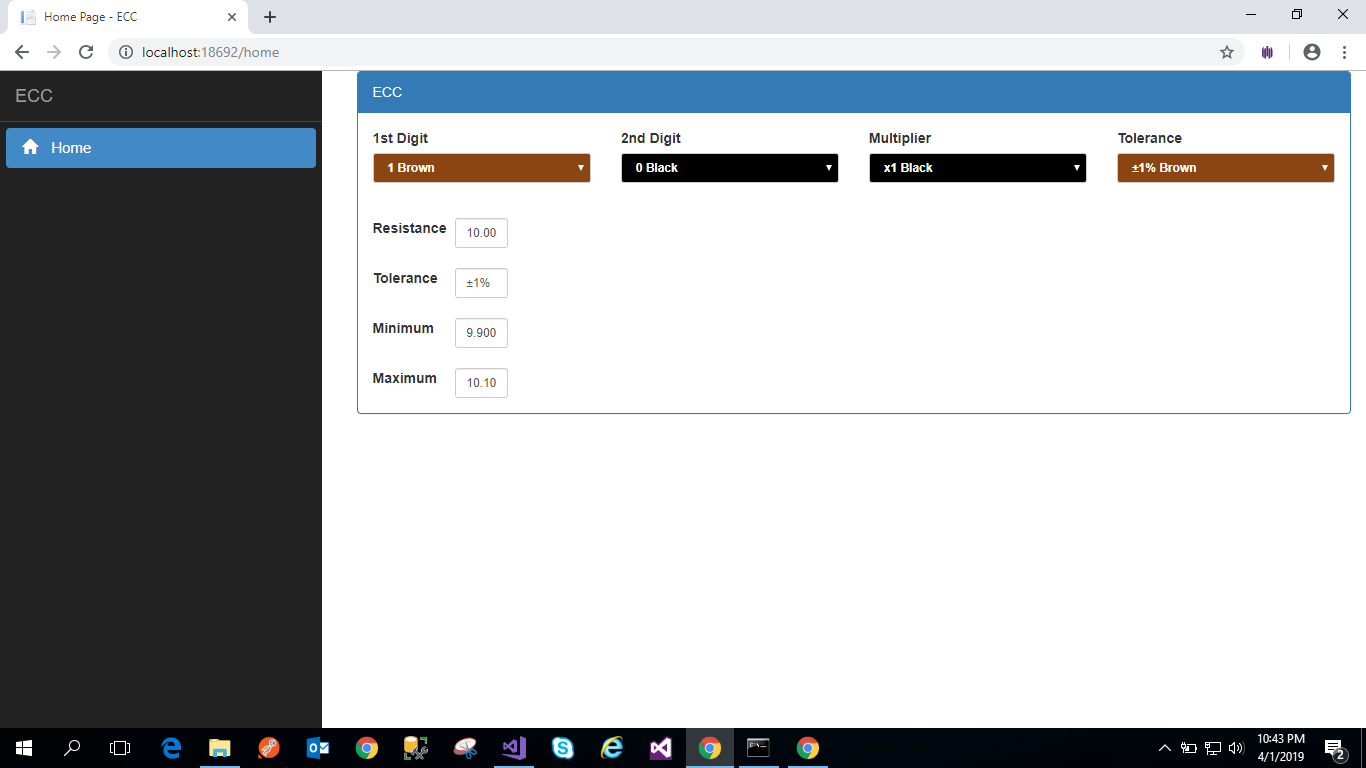 Home Page - ECC
localhost:18692/home
ECC
Home
ECC
1st Digit 2nd Digit Multiplier Tolerance
1 Brown 0 Black x1 Black ±1% Brown
Resistance 10.00
Tolerance ±1%
Minimum 9.900
Maximum 10.10
10:43 PM
4/1/2019
2